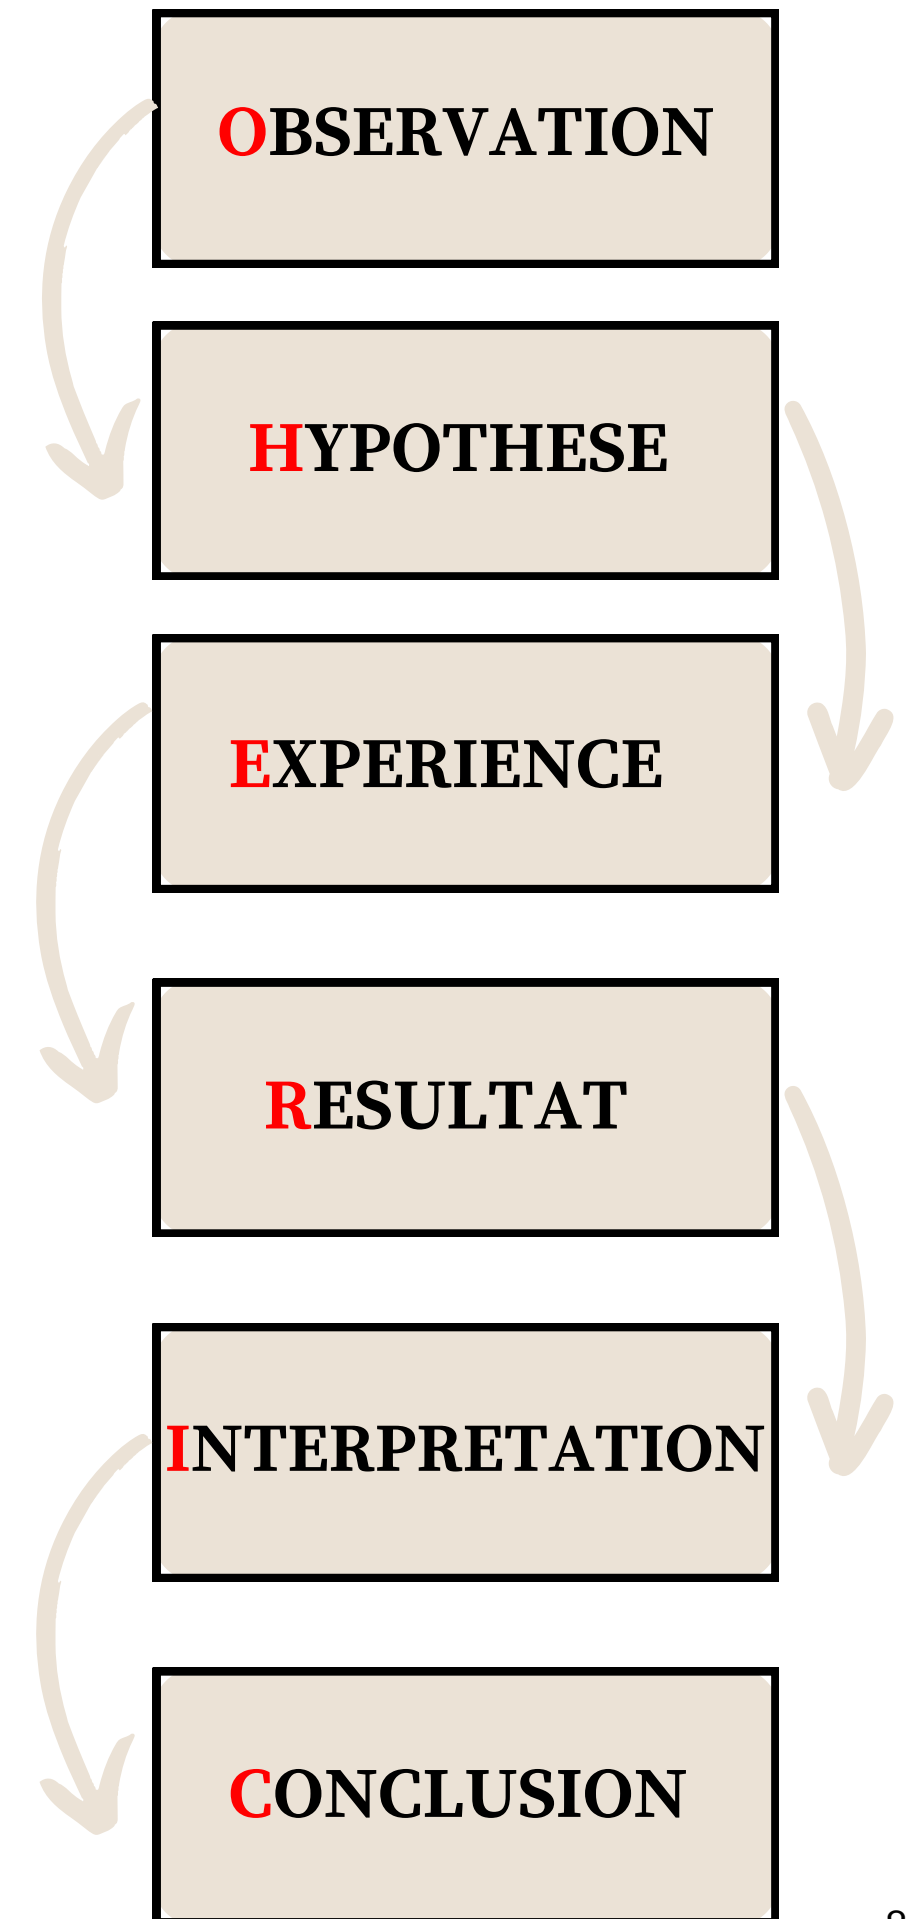 OBSERVATION
HYPOTHESE
EXPERIENCE
RESULTAT
INTERPRETATION
CONCLUSION